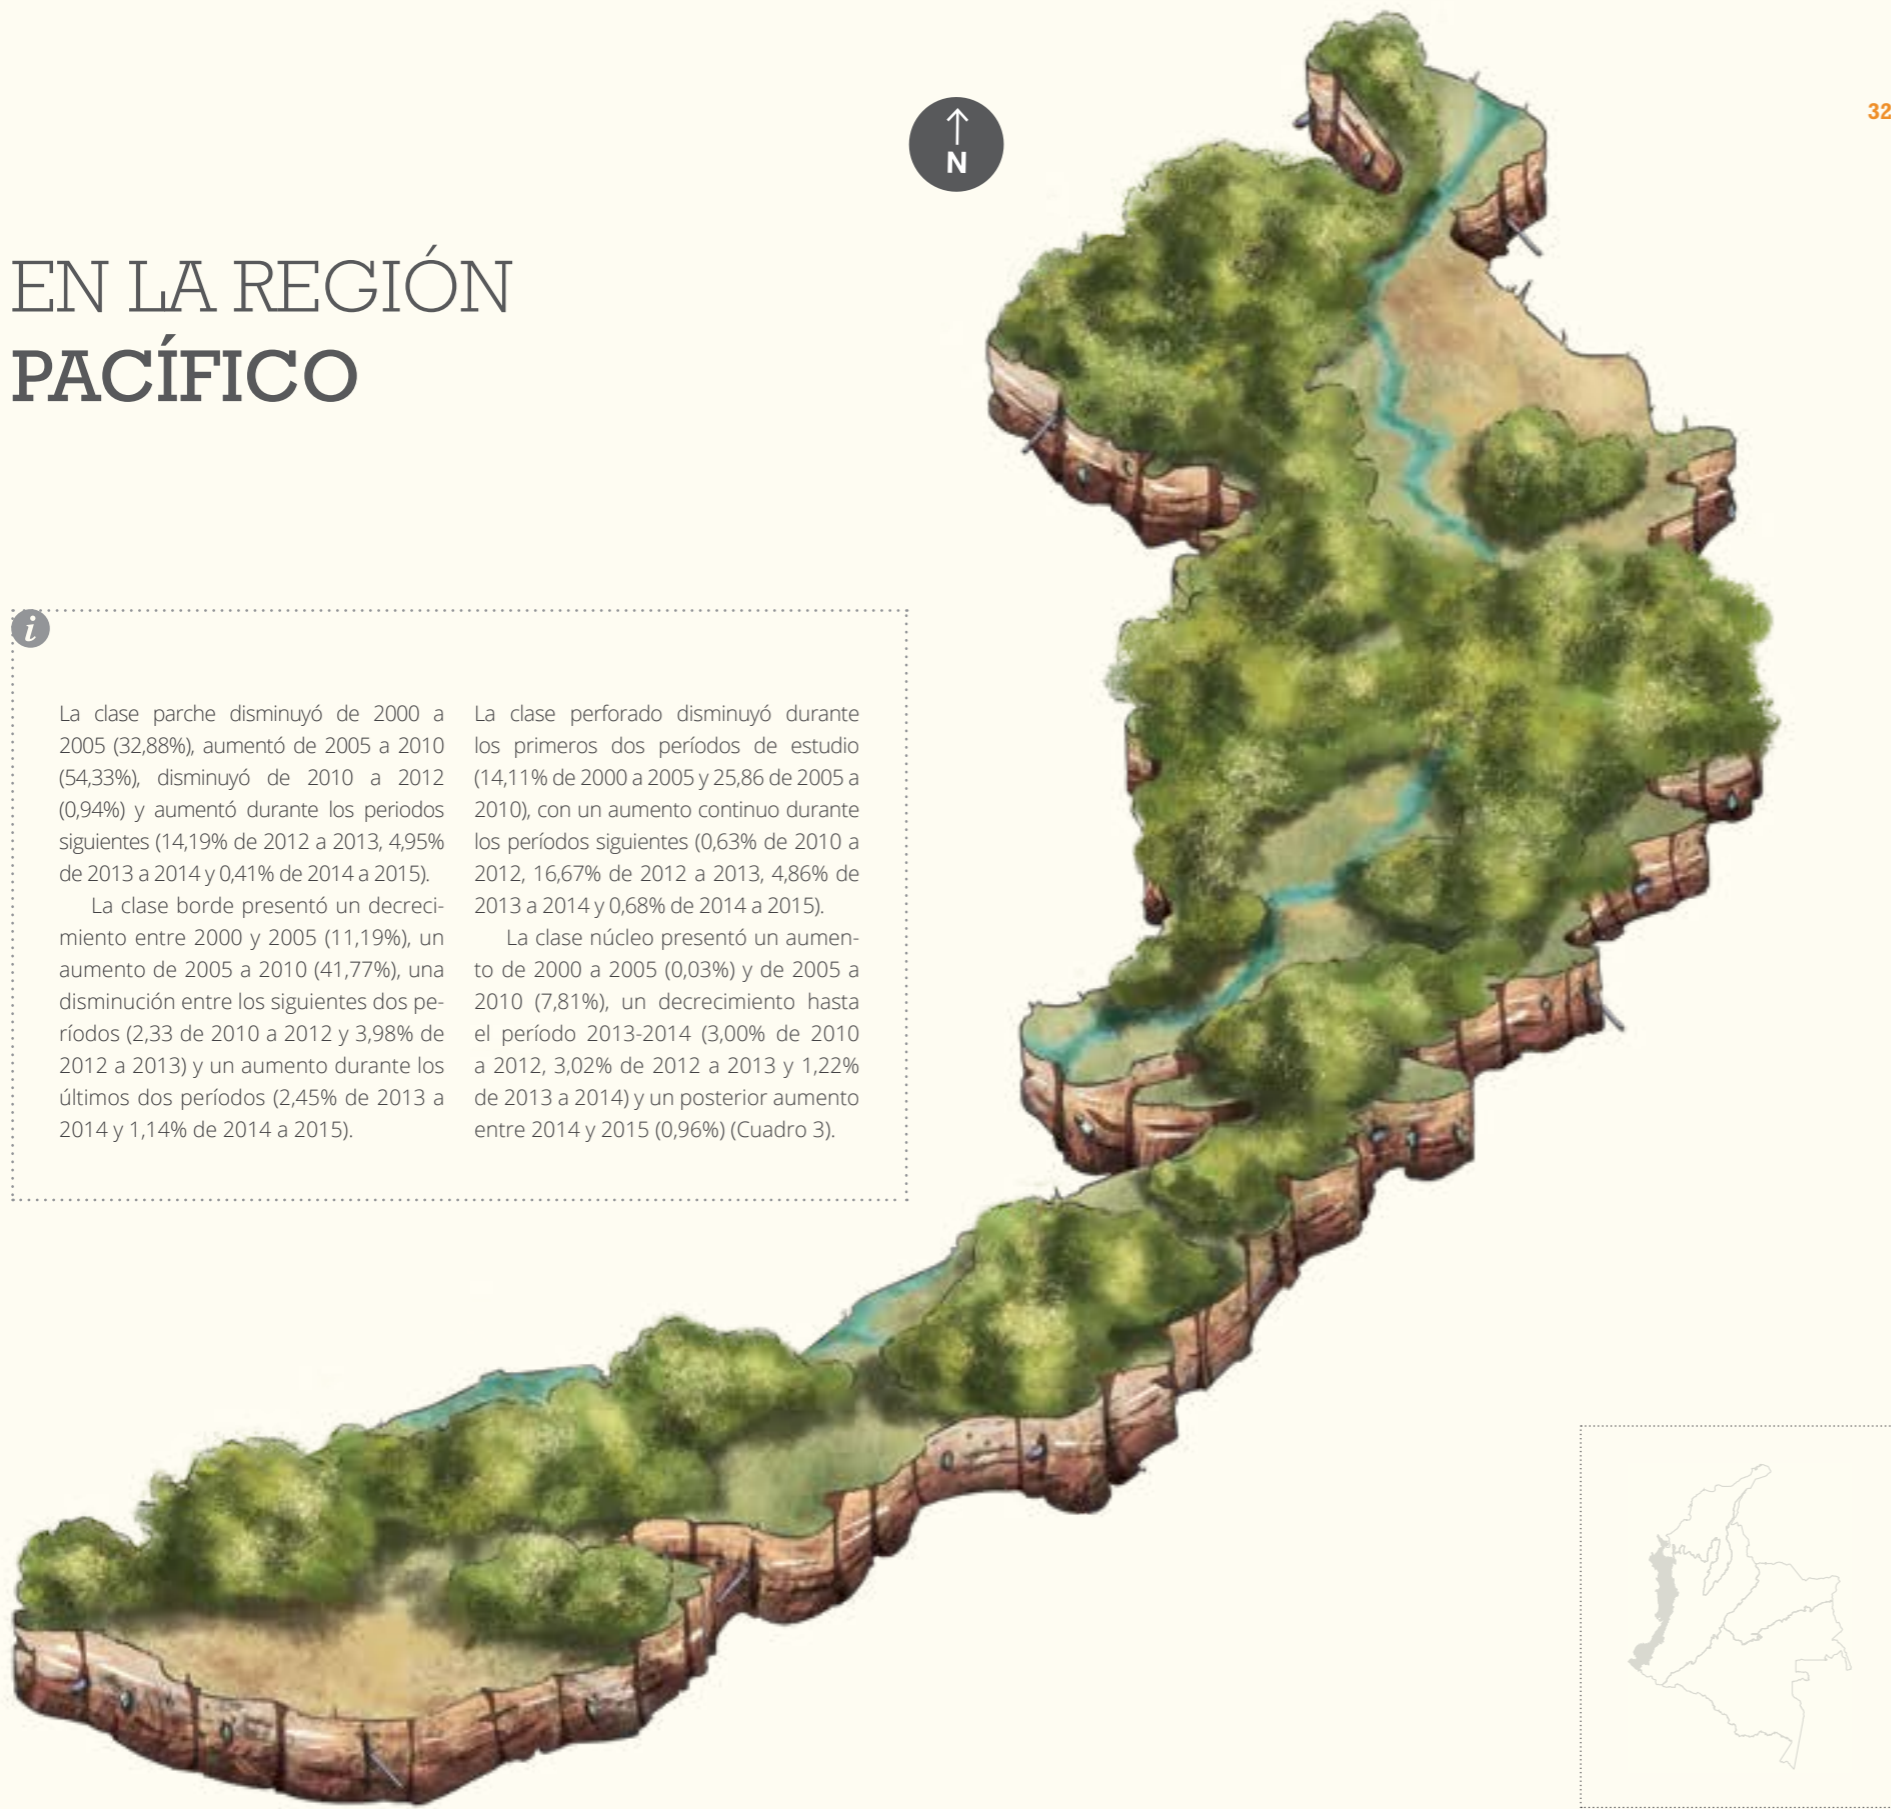 32
N
EN LA REGIÓN
PACÍFICO
i
La clase parche disminuyó de 2000 a
2005 (32,88%), aumentó de 2005 a 2010
(54,33%), disminuyó de 2010 a 2012
(0,94%) y aumentó durante los periodos
siguientes (14,19% de 2012 a 2013, 4,95%
de 2013 a 2014 y 0,41% de 2014 a 2015).
La clase borde presentó un decreci-
miento entre 2000 y 2005 (11,19%), un
aumento de 2005 a 2010 (41,77%), una
disminución entre los siguientes dos pe-
ríodos (2,33 de 2010 a 2012 y 3,98% de
2012 a 2013) y un aumento durante los
últimos dos períodos (2,45% de 2013 a
2014 y 1,14% de 2014 a 2015).
La clase perforado disminuyó durante
los primeros dos períodos de estudio
(14,11% de 2000 a 2005 y 25,86 de 2005 a
2010), con un aumento continuo durante
los períodos siguientes (0,63% de 2010 a
2012, 16,67% de 2012 a 2013, 4,86% de
2013 a 2014 y 0,68% de 2014 a 2015).
La clase núcleo presentó un aumen-
to de 2000 a 2005 (0,03%) y de 2005 a
2010 (7,81%), un decrecimiento hasta
el período 2013-2014 (3,00% de 2010
a 2012, 3,02% de 2012 a 2013 y 1,22%
de 2013 a 2014) y un posterior aumento
entre 2014 y 2015 (0,96%) (Cuadro 3).